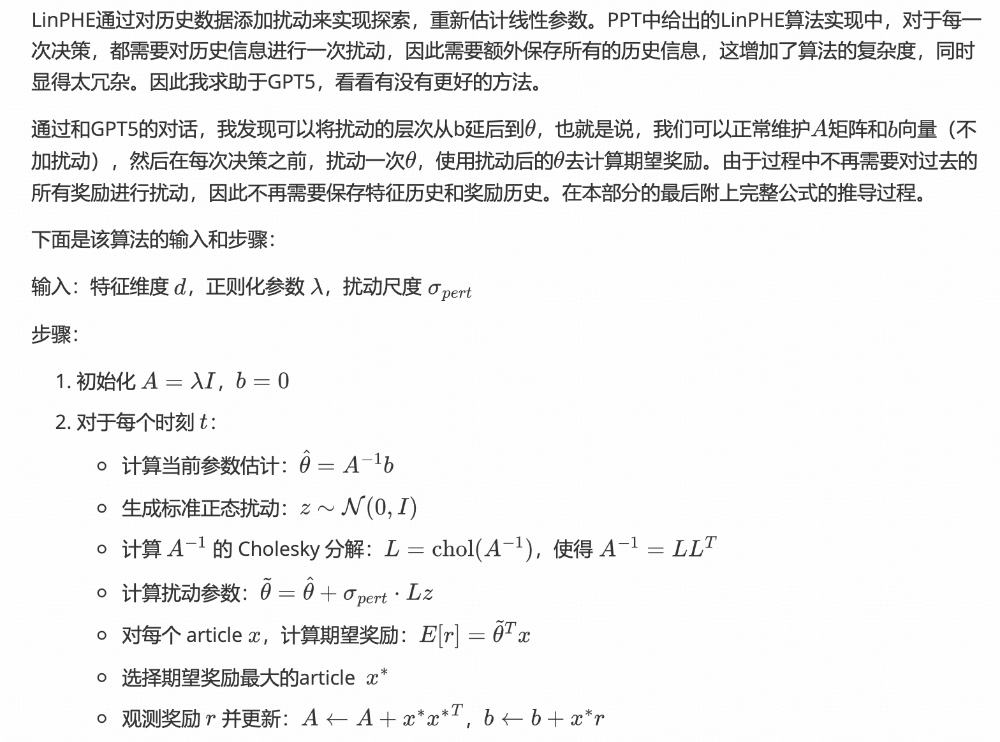 LinPHE通过对历史数据添加扰动来实现探索，重新估计线性参数。PPT中给出的LinPHE算法实现中，对于每一
次决策，都需要对历史信息进行一次扰动，因此需要额外保存所有的历史信息，这增加了算法的复杂度，同时
显得太冗杂。因此我求助于GPT5，看看有没有更好的方法。
通过和GPT5的对话，我发现可以将扰动的层次从b延后到θ，也就是说，我们可以正常维护A矩阵和b向量（不
加扰动），然后在每次决策之前，扰动一次θ，使用扰动后的θ去计算期望奖励。由于过程中不再需要对过去的
所有奖励进行扰动，因此不再需要保存特征历史和奖励历史。在本部分的最后附上完整公式的推导过程。
下面是该算法的输入和步骤：
输入：特征维度 $d$，正则化参数 $\lambda$，扰动尺度 $\sigma_{pert}$
步骤：
1. 初始化 $A = \lambda I$，$b = 0$
2. 对于每个时刻 $t$：
○ 计算当前参数估计：$\hat{\theta} = A^{-1}b$
○ 生成标准正态扰动：$z \sim \mathcal{N}(0, I)$
○ 计算 $A^{-1}$ 的 Cholesky 分解：$L = \text{chol}(A^{-1})$，使得 $A^{-1} = LL^T$
○ 计算扰动参数：$\tilde{\theta} = \hat{\theta} + \sigma_{pert} \cdot Lz$
○ 对每个 article $x$，计算期望奖励：$E[r] = \tilde{\theta}^T x$
○ 选择期望奖励最大的article $x^*$
○ 观测奖励 $r$ 并更新：$A \leftarrow A + x^* x^{*T}$，$b \leftarrow b + x^* r$